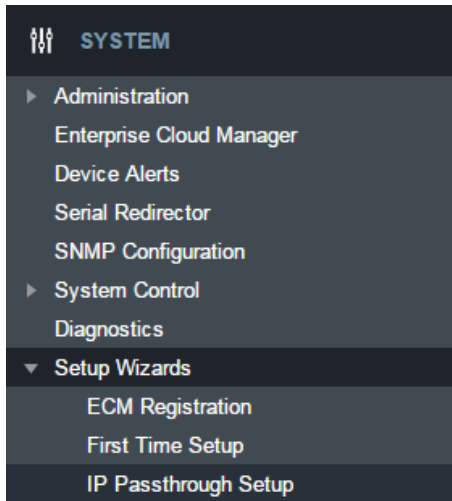 SYSTEM
Administration
Enterprise Cloud Manager
Device Alerts
Serial Redirector
SNMP Configuration
System Control
Diagnostics
Setup Wizards
ECM Registration
First Time Setup
IP Passthrough Setup